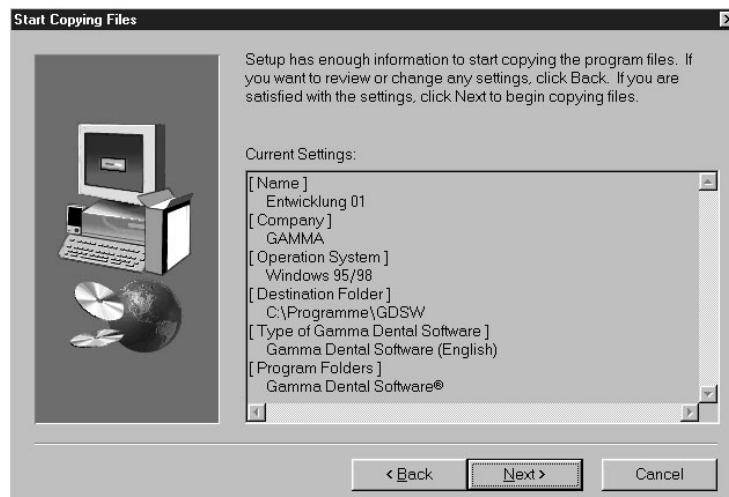 Start Copying Files
Setup has enough information to start copying the program files. If
you want to review or change any settings, click Back. If you are
satisfied with the settings, click Next to begin copying files.
Current Settings:
[ Name ]
Entwicklung 01
[ Company ]
GAMMA
[ Operation System ]
Windows 95/98
[ Destination Folder ]
C:\Programme\GDSW
[ Type of Gamma Dental Software ]
Gamma Dental Software (English)
[ Program Folders ]
Gamma Dental Software®
< Back
Next >
Cancel